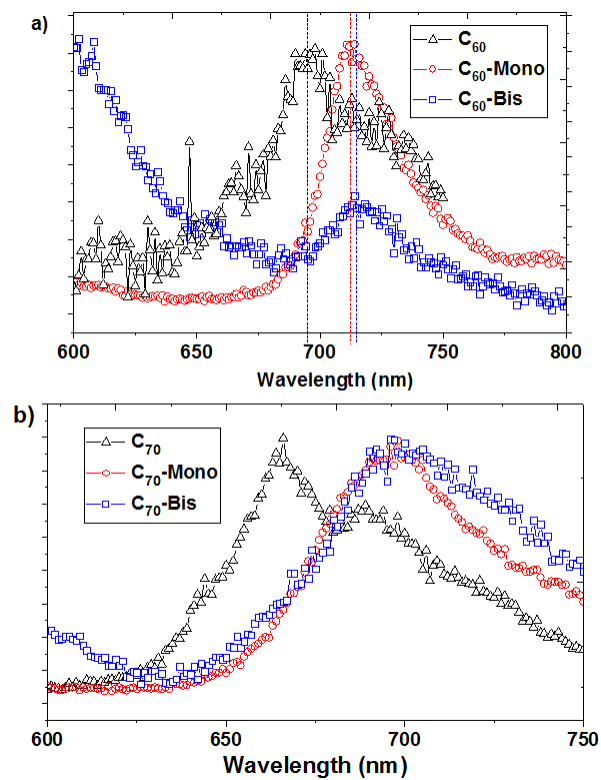 a)
C60
C60-Mono
C60-Bis
600 650 700 750 800
Wavelength (nm)
b)
C70
C70-Mono
C70-Bis
600 650 700 750
Wavelength (nm)